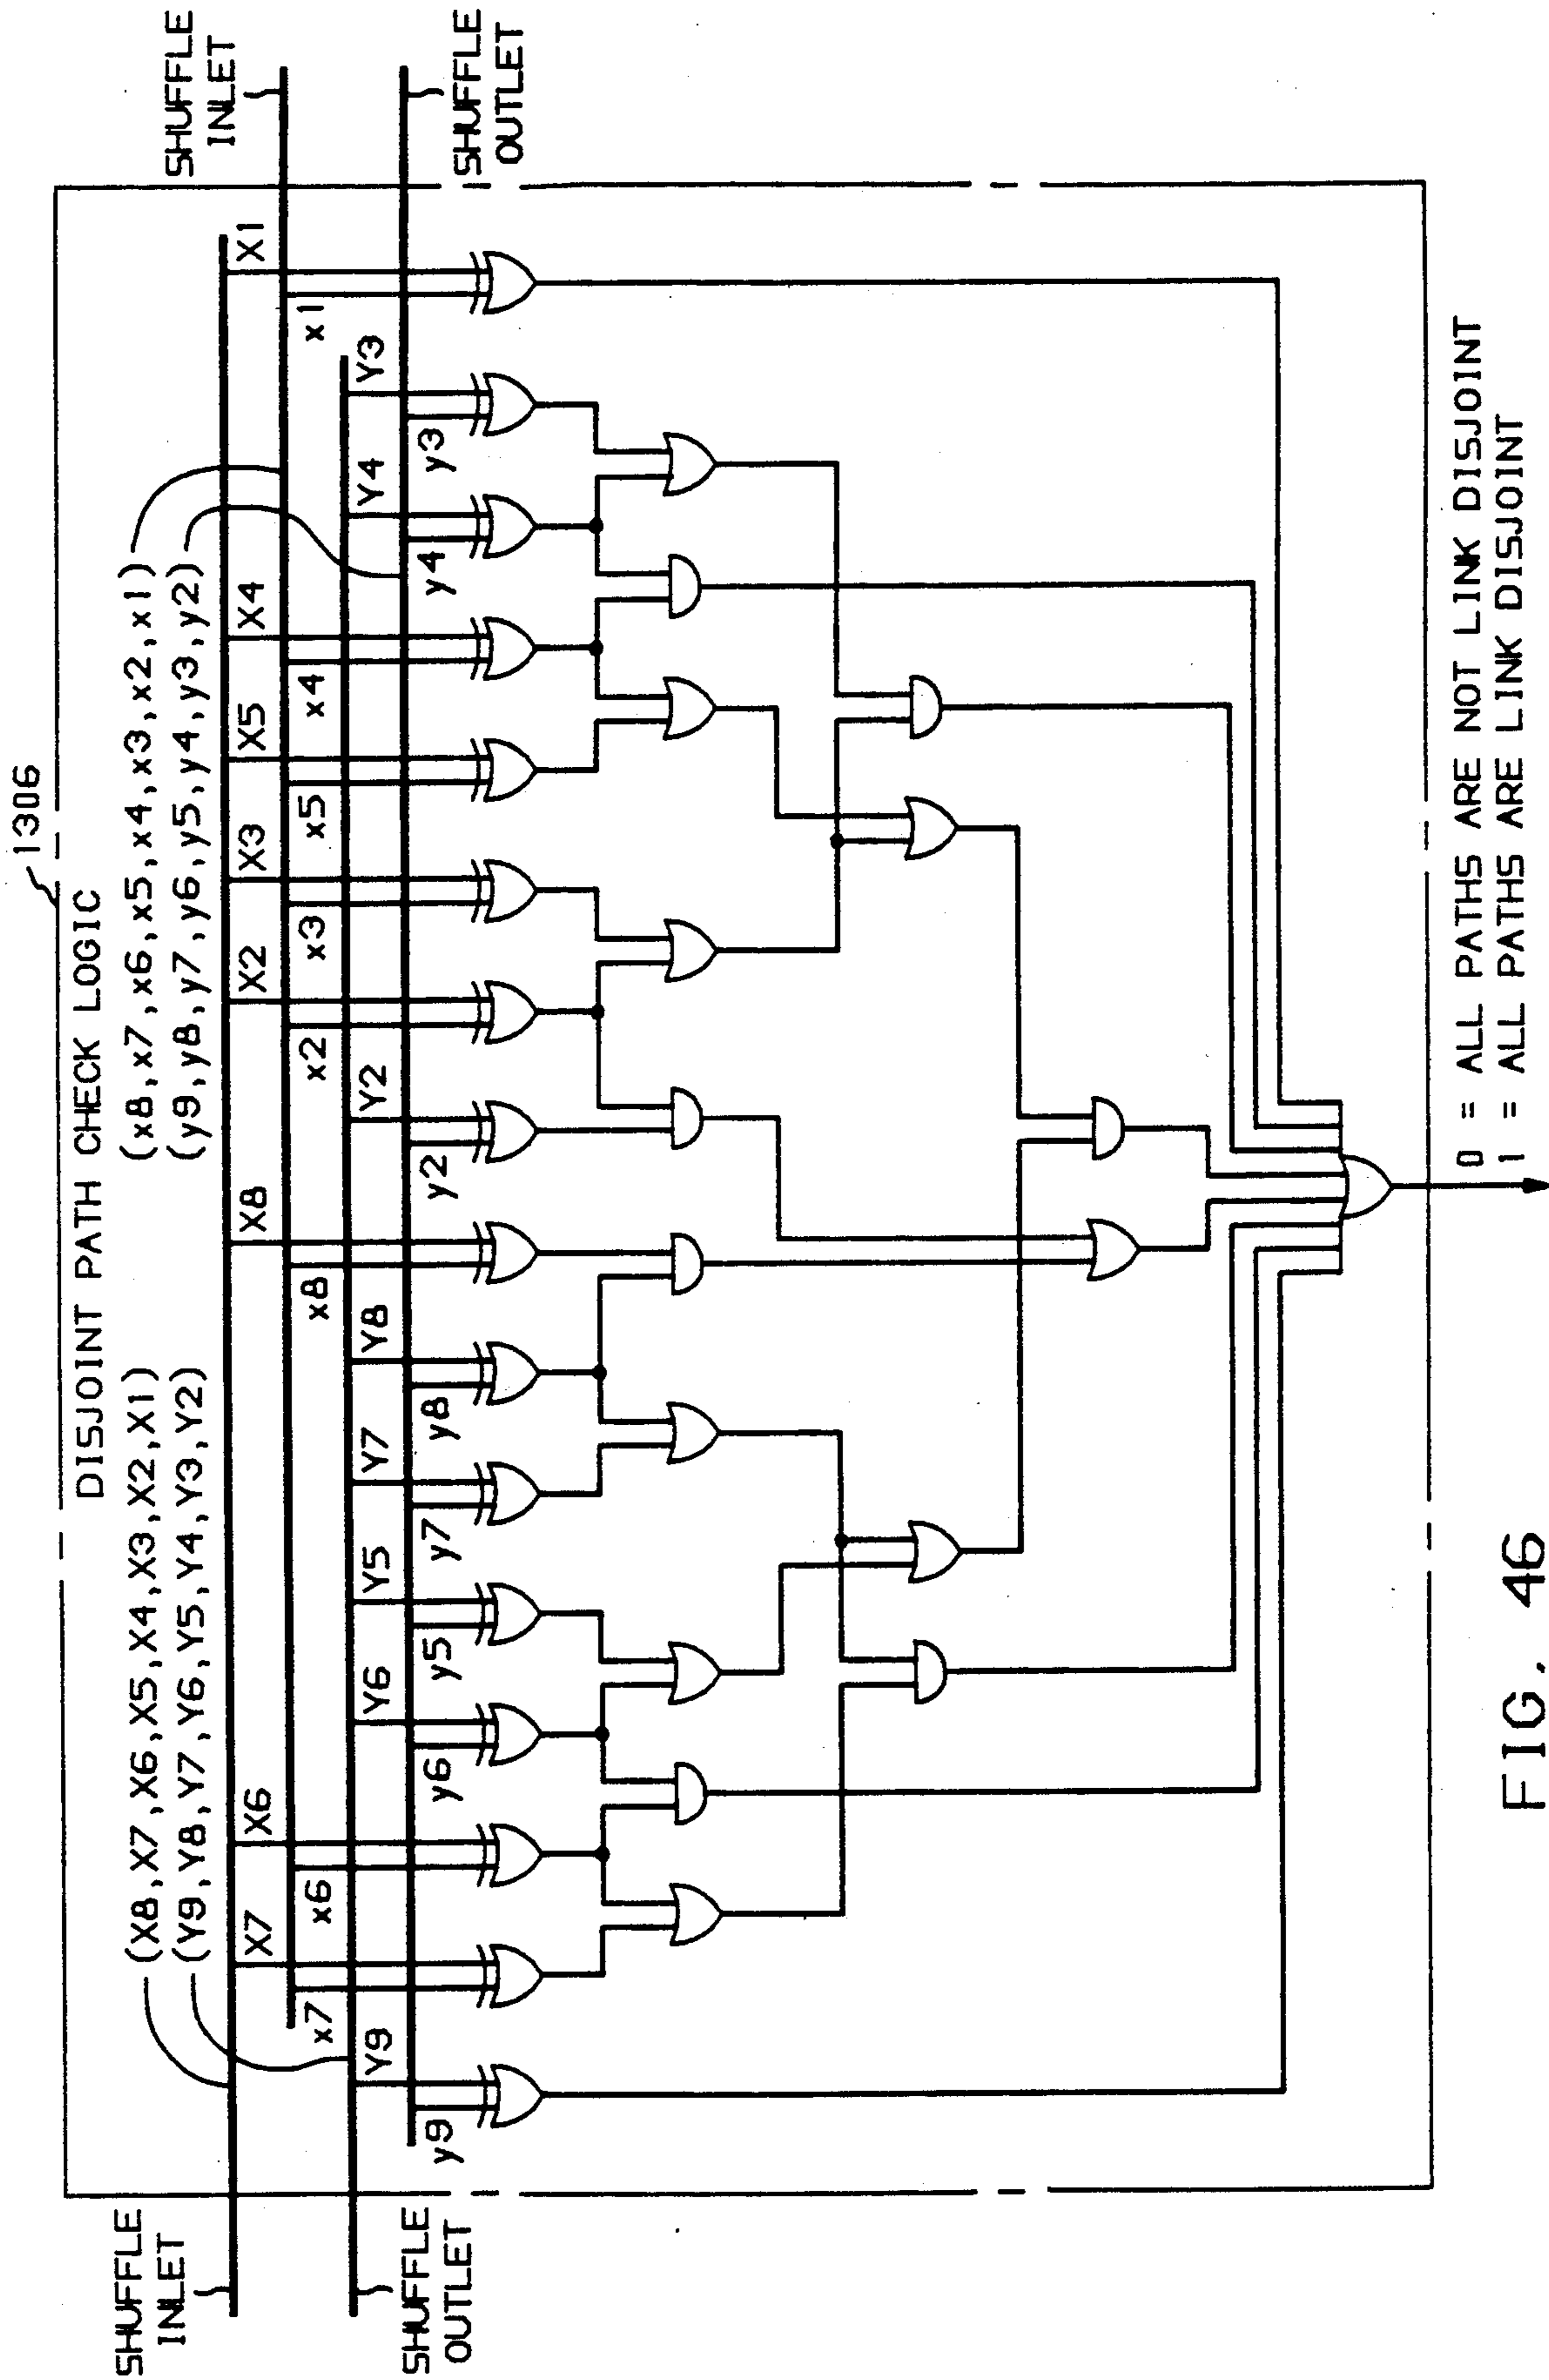 1306
DISJOINT PATH CHECK LOGIC
SHUFFLE INLET
SHUFFLE OUTLET
(X8,X7,X6,X5,X4,X3,X2,X1)
(Y9,Y8,Y7,Y6,Y5,Y4,Y3,Y2)
(x8,x7,x6,x5,x4,x3,x2,x1)
(y9,y8,y7,y6,y5,y4,y3,y2)
SHUFFLE INLET
SHUFFLE OUTLET
X7 X6 X8 X2 X3 X5 X4 X1
x7 x6 x8 x2 x3 x5 x4 x1
Y9 Y6 Y5 Y7 Y8 Y2 Y4 Y3
y9 y6 y5 y7 y8 y2 y4 y3
0 = ALL PATHS ARE NOT LINK DISJOINT
1 = ALL PATHS ARE LINK DISJOINT
FIG. 46